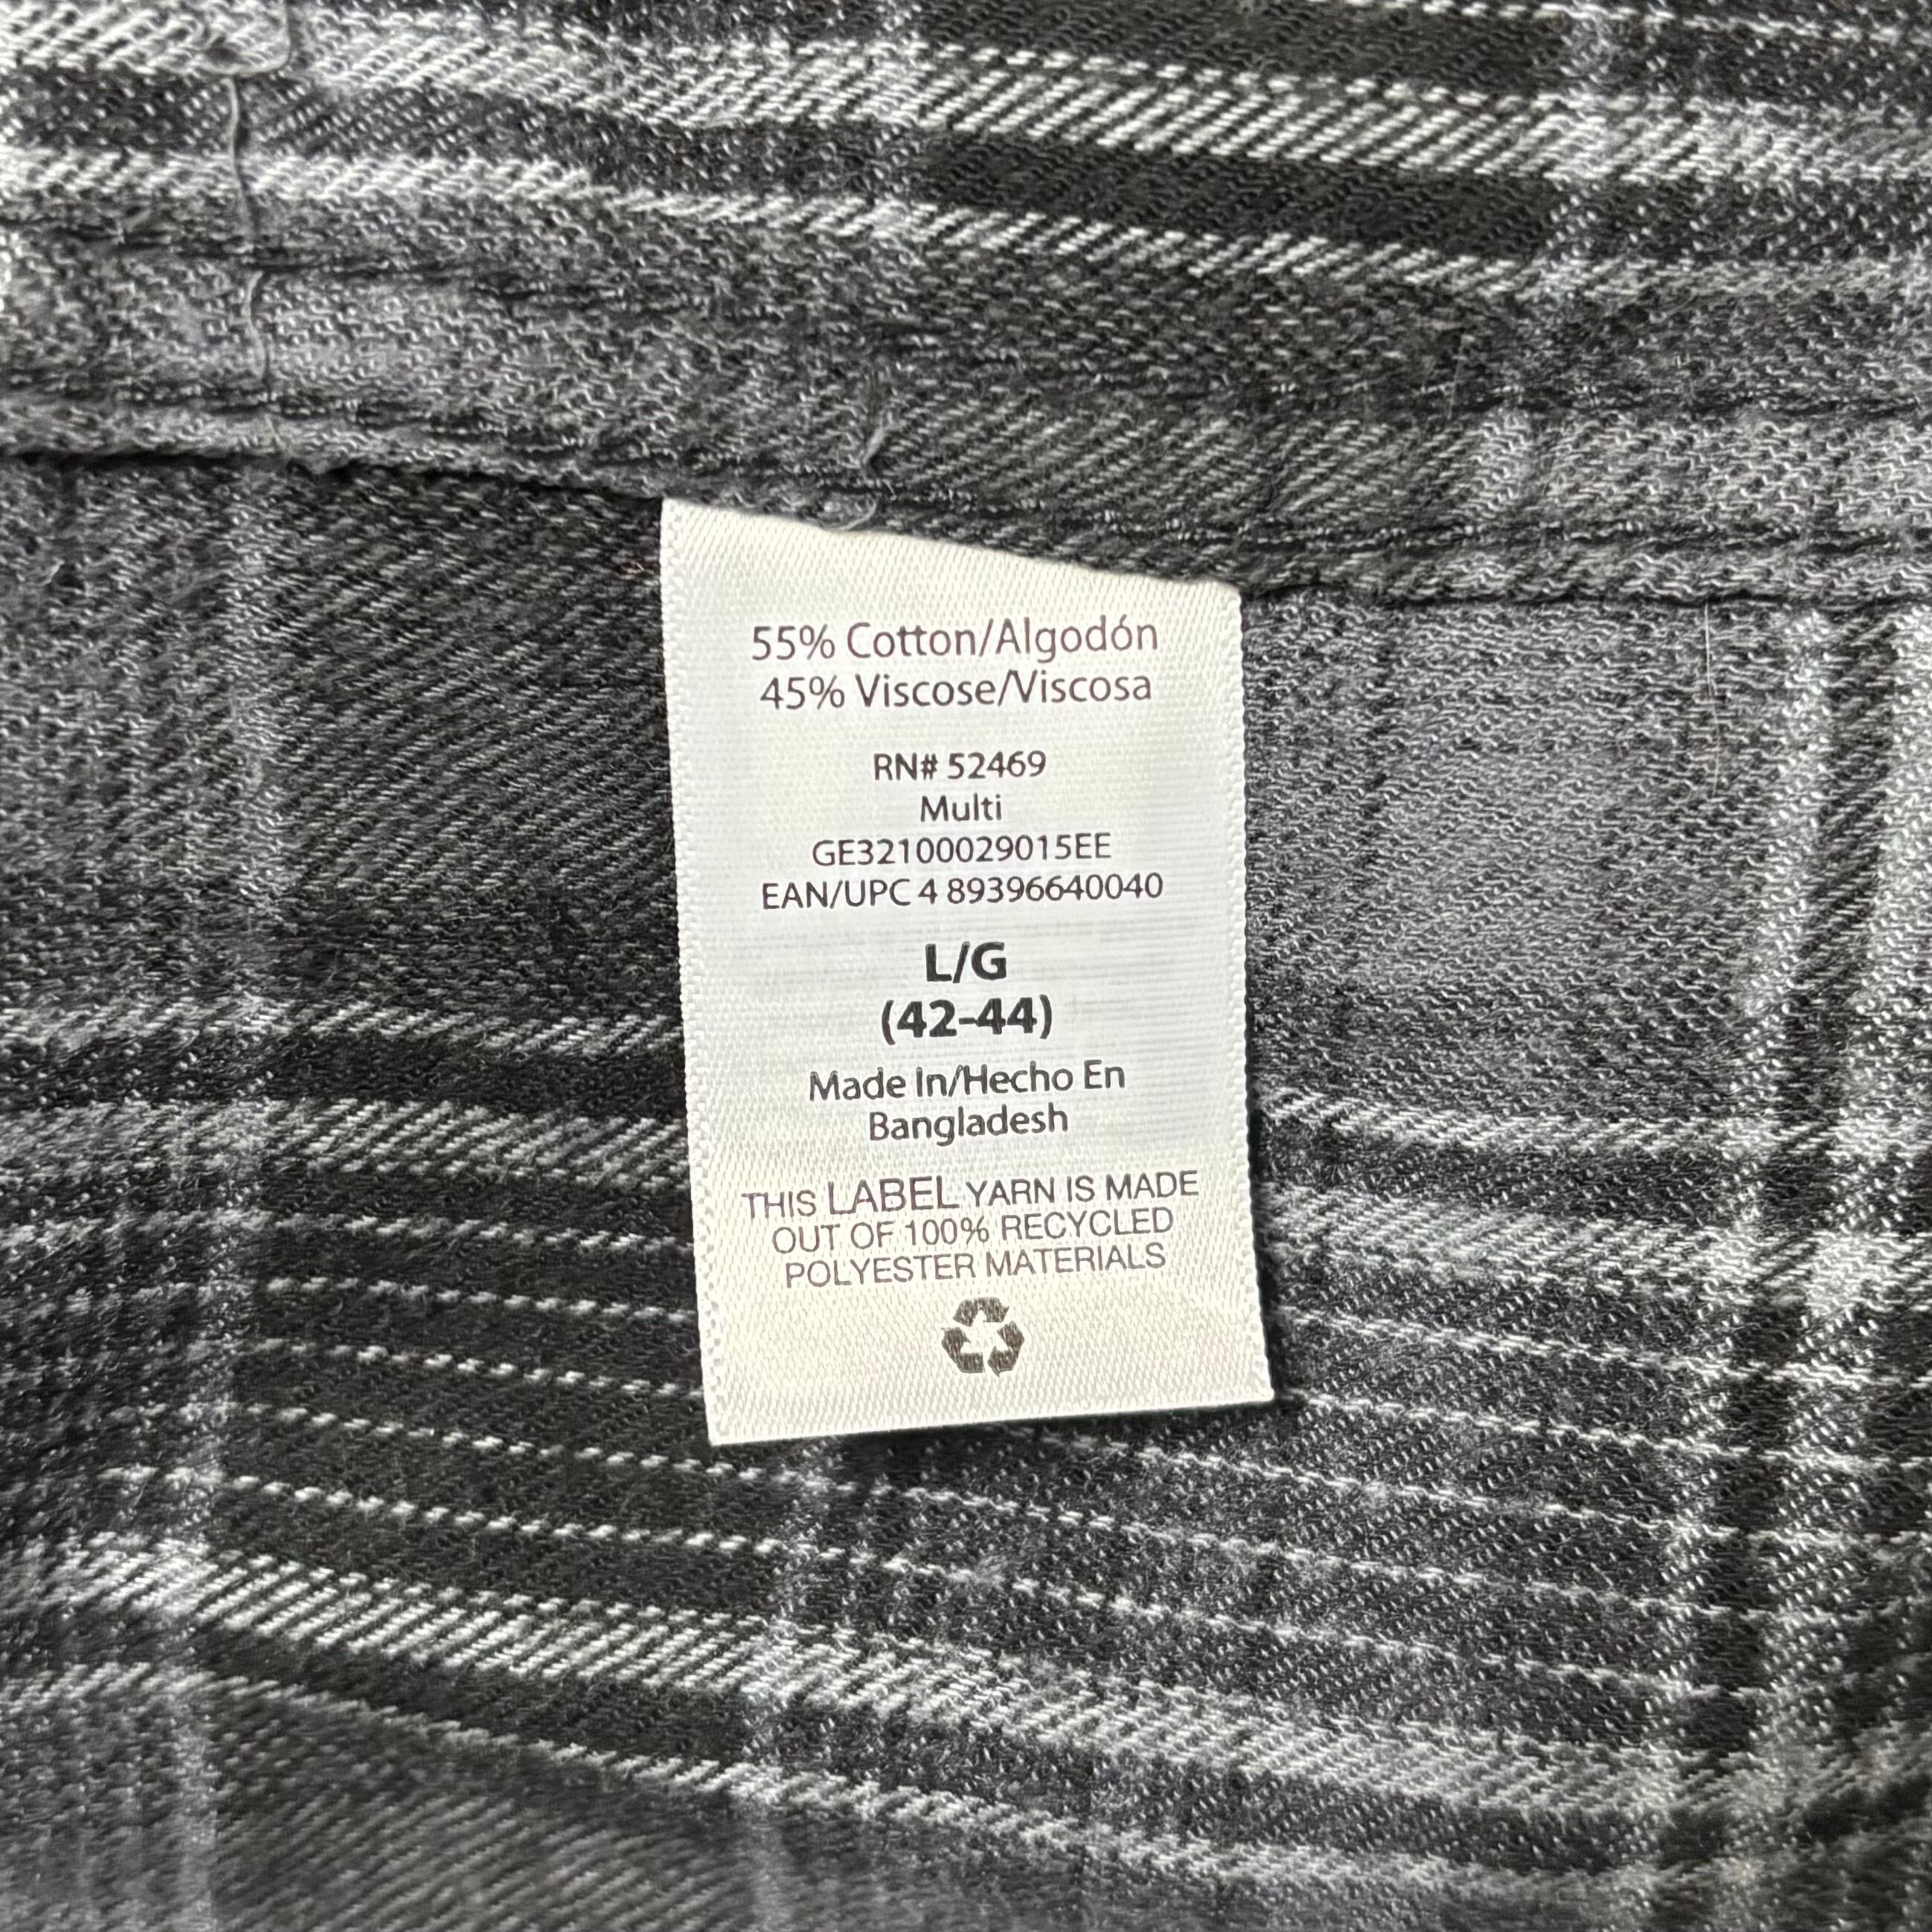 55% Cotton/Algodón
45% Viscose/Viscosa
RN# 52469
Multi
GE32100029015EE
EAN/UPC 4 89396640040
L/G
(42-44)
Made In/Hecho En
Bangladesh
THIS LABEL YARN IS MADE
OUT OF 100% RECYCLED
POLYESTER MATERIALS